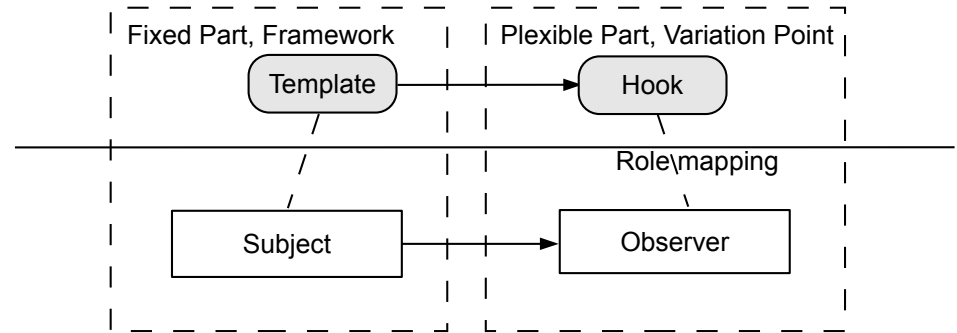 Fixed Part, Framework
Plexible Part, Variation Point
Template
Hook
Role\mapping
Subject
Observer